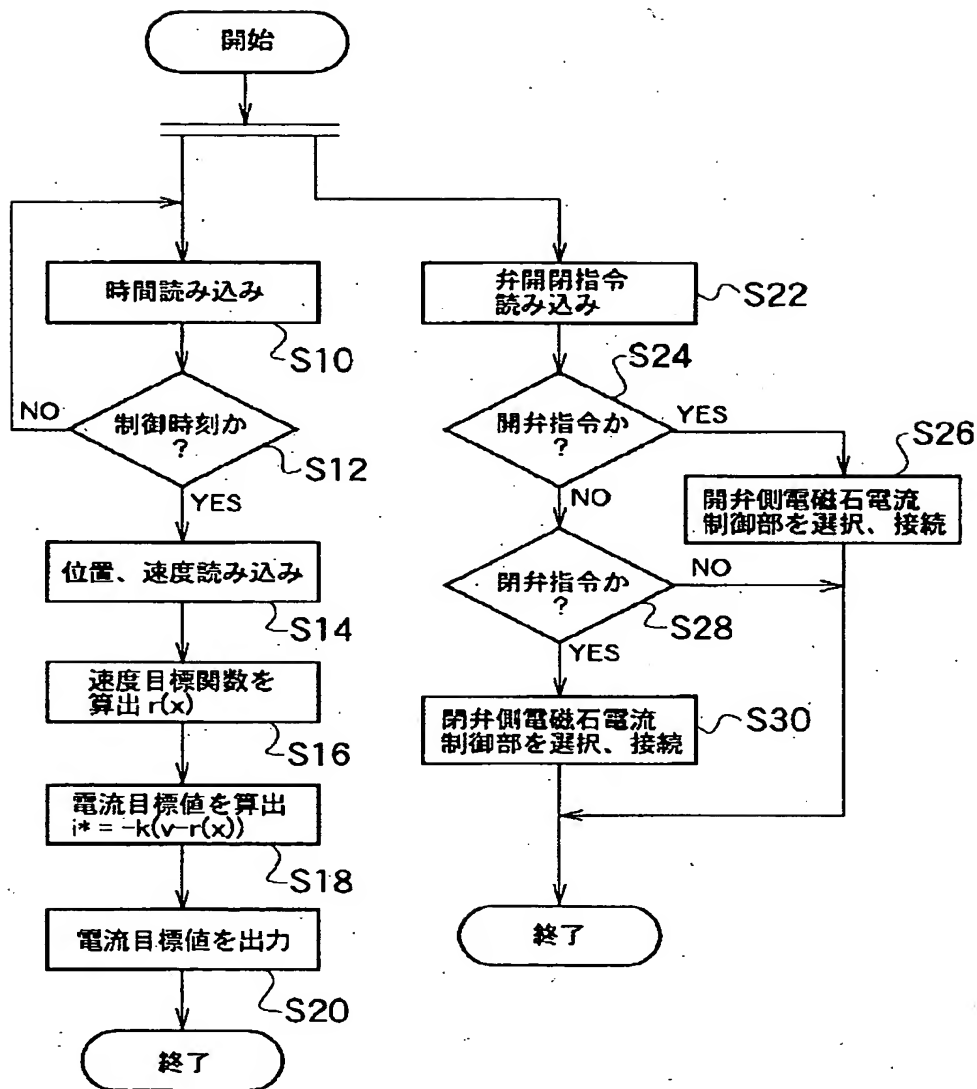 開始
時間読み込み
S10
制御時刻か
?
NO
S12
YES
位置、速度読み込み
S14
速度目標関数を
算出 r(x)
S16
電流目標値を算出
i* = -k(v-r(x))
S18
電流目標値を出力
S20
終了
弁開閉指令
読み込み
S22
S24
開弁指令か
?
YES
NO
S26
開弁側電磁石電流
制御部を選択、接続
閉弁指令か
?
NO
S28
YES
閉弁側電磁石電流
制御部を選択、接続
S30
終了